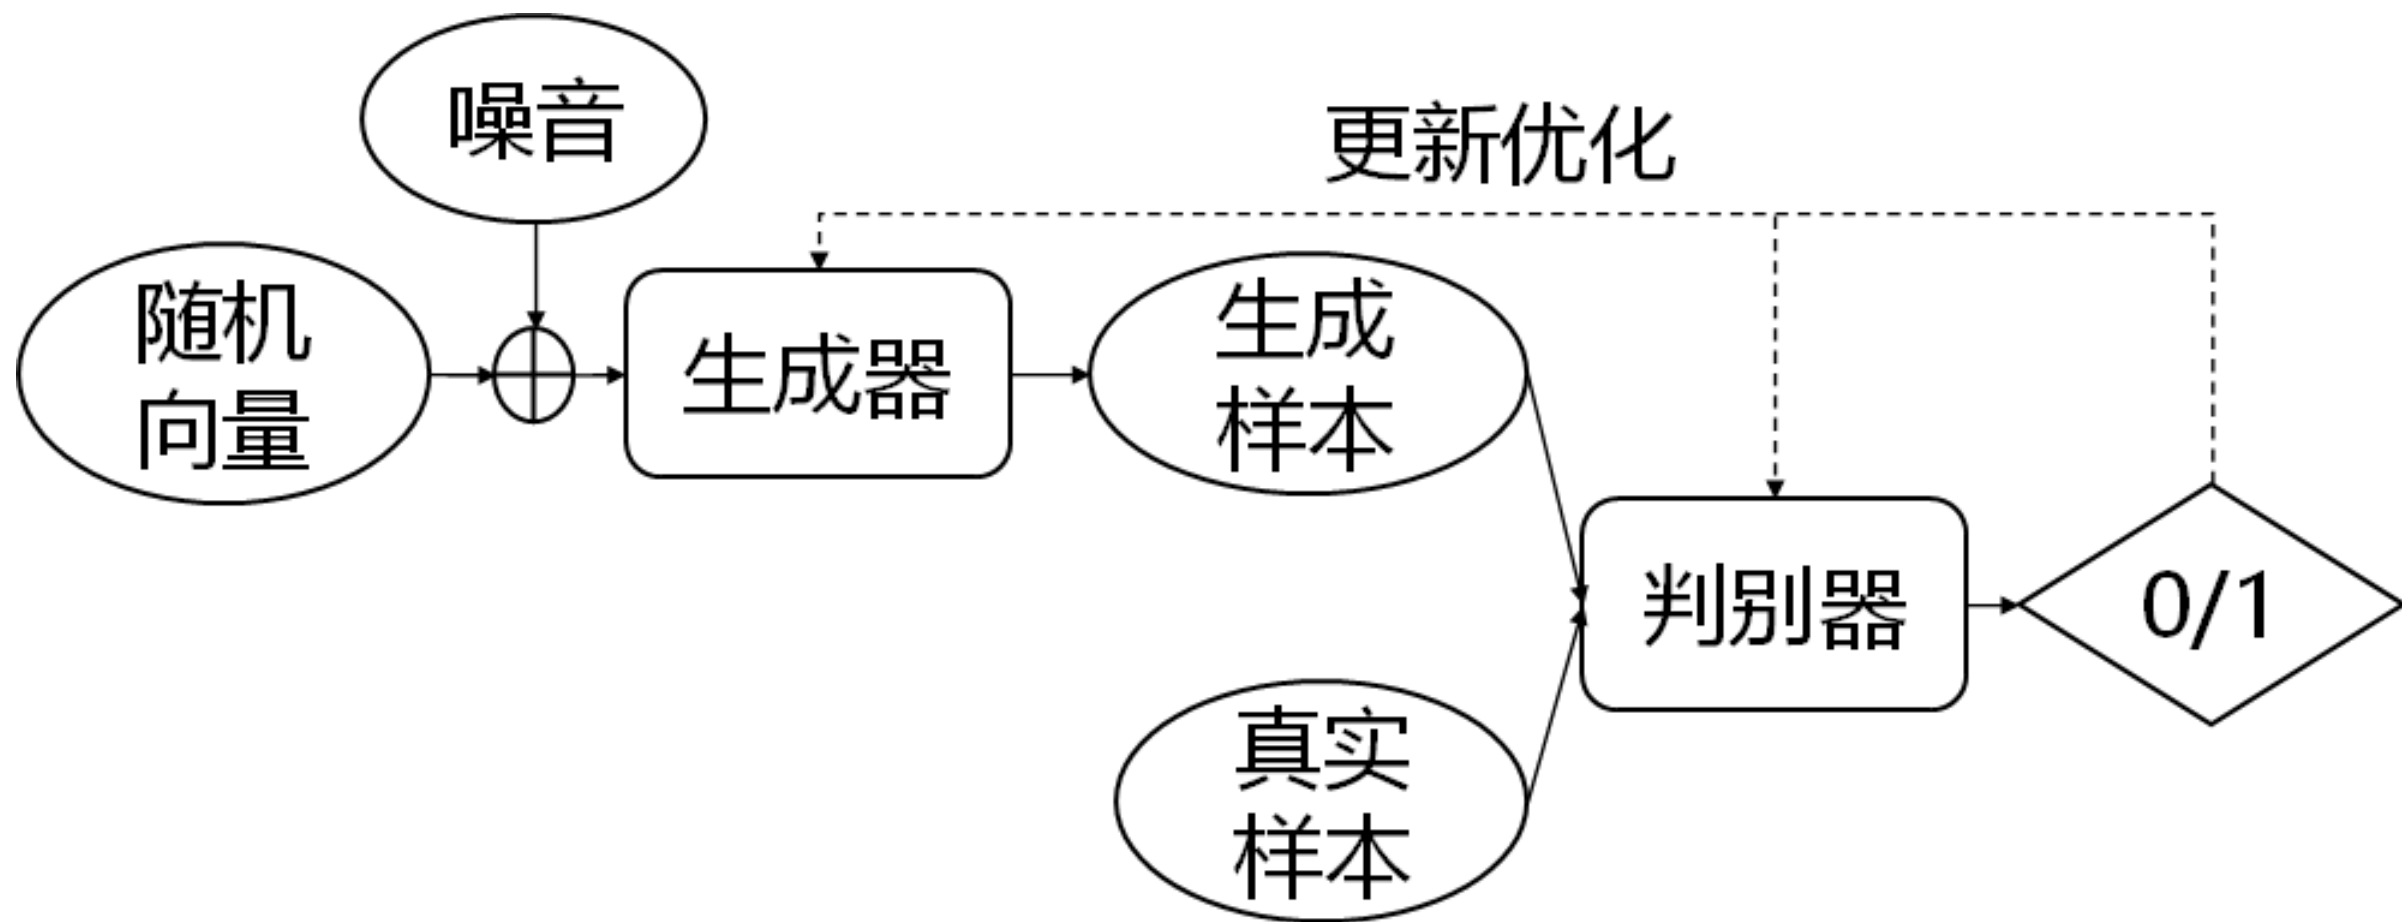 噪音
更新优化
随机
向量
生成器
生成
样本
判别器
0/1
真实
样本